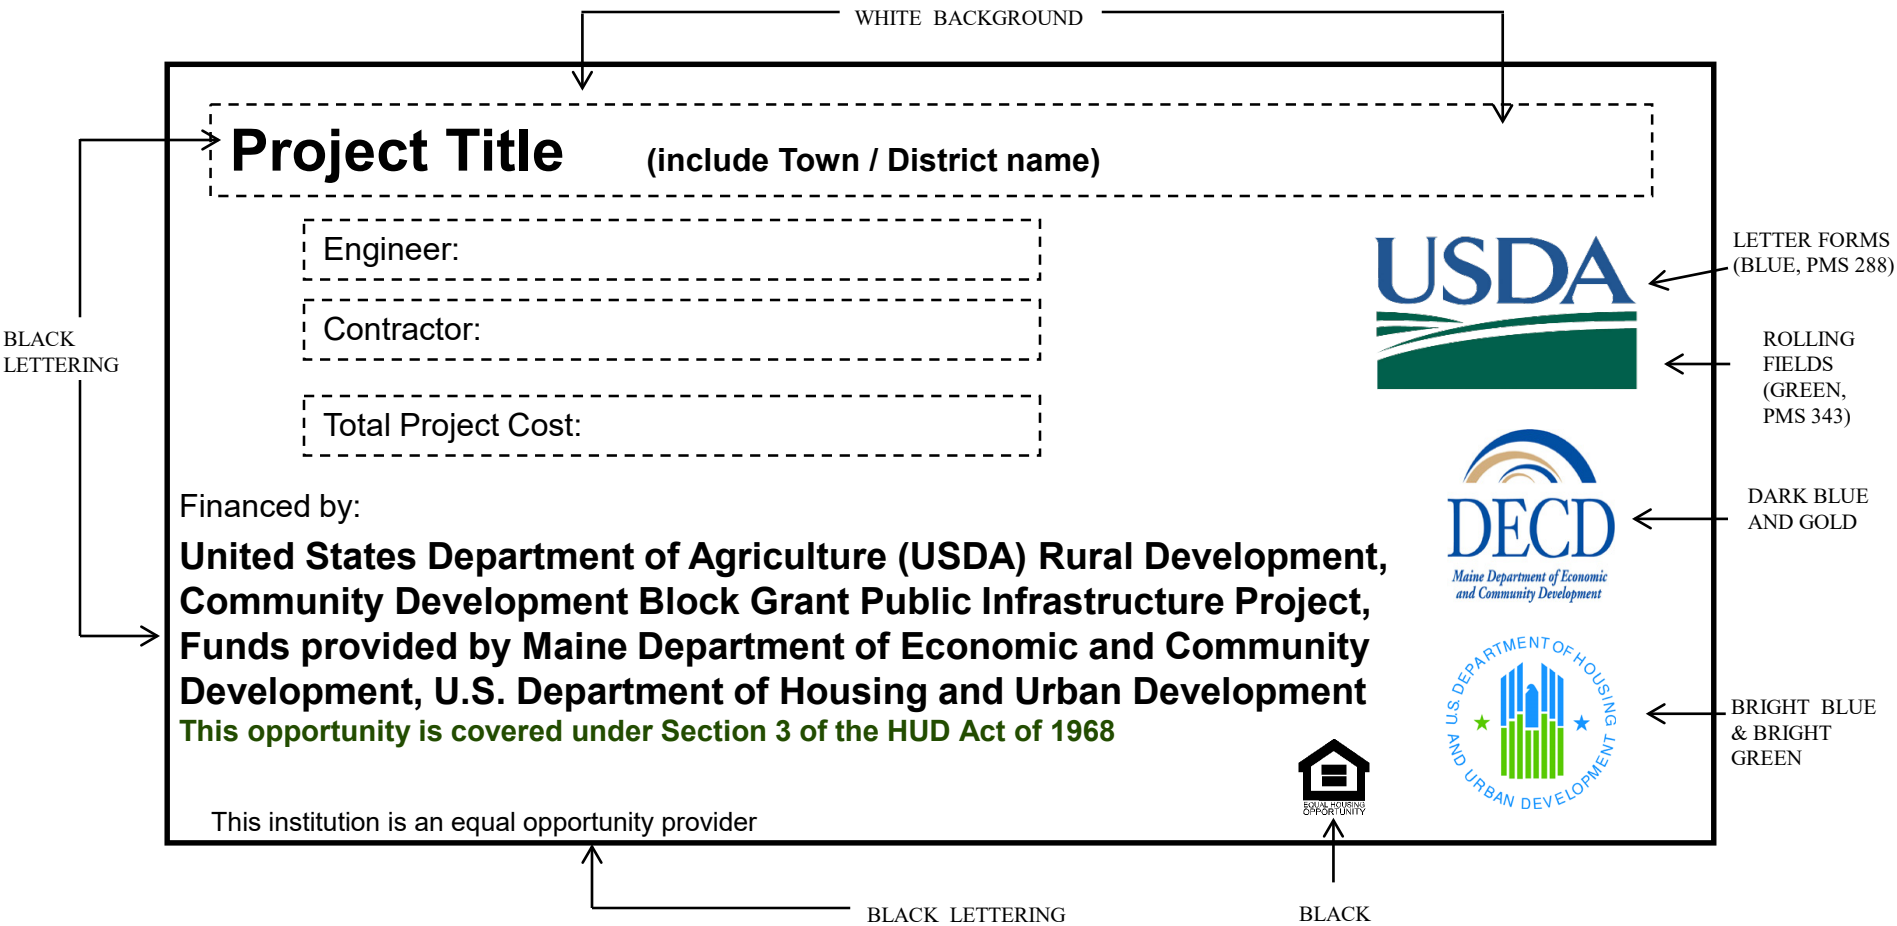 WHITE BACKGROUND
Project Title (include Town / District name)
Engineer:
Contractor:
Total Project Cost:
BLACK
LETTERING
USDA
LETTER FORMS
(BLUE, PMS 288)
ROLLING
FIELDS
(GREEN,
PMS 343)
DECD
Maine Department of Economic
and Community Development
DARK BLUE
AND GOLD
Financed by:
United States Department of Agriculture (USDA) Rural Development,
Community Development Block Grant Public Infrastructure Project,
Funds provided by Maine Department of Economic and Community
Development, U.S. Department of Housing and Urban Development
This opportunity is covered under Section 3 of the HUD Act of 1968
U.S. DEPARTMENT OF HOUSING
AND URBAN DEVELOPMENT
BRIGHT BLUE
& BRIGHT
GREEN
EQUAL HOUSING
OPPORTUNITY
This institution is an equal opportunity provider
BLACK LETTERING
BLACK